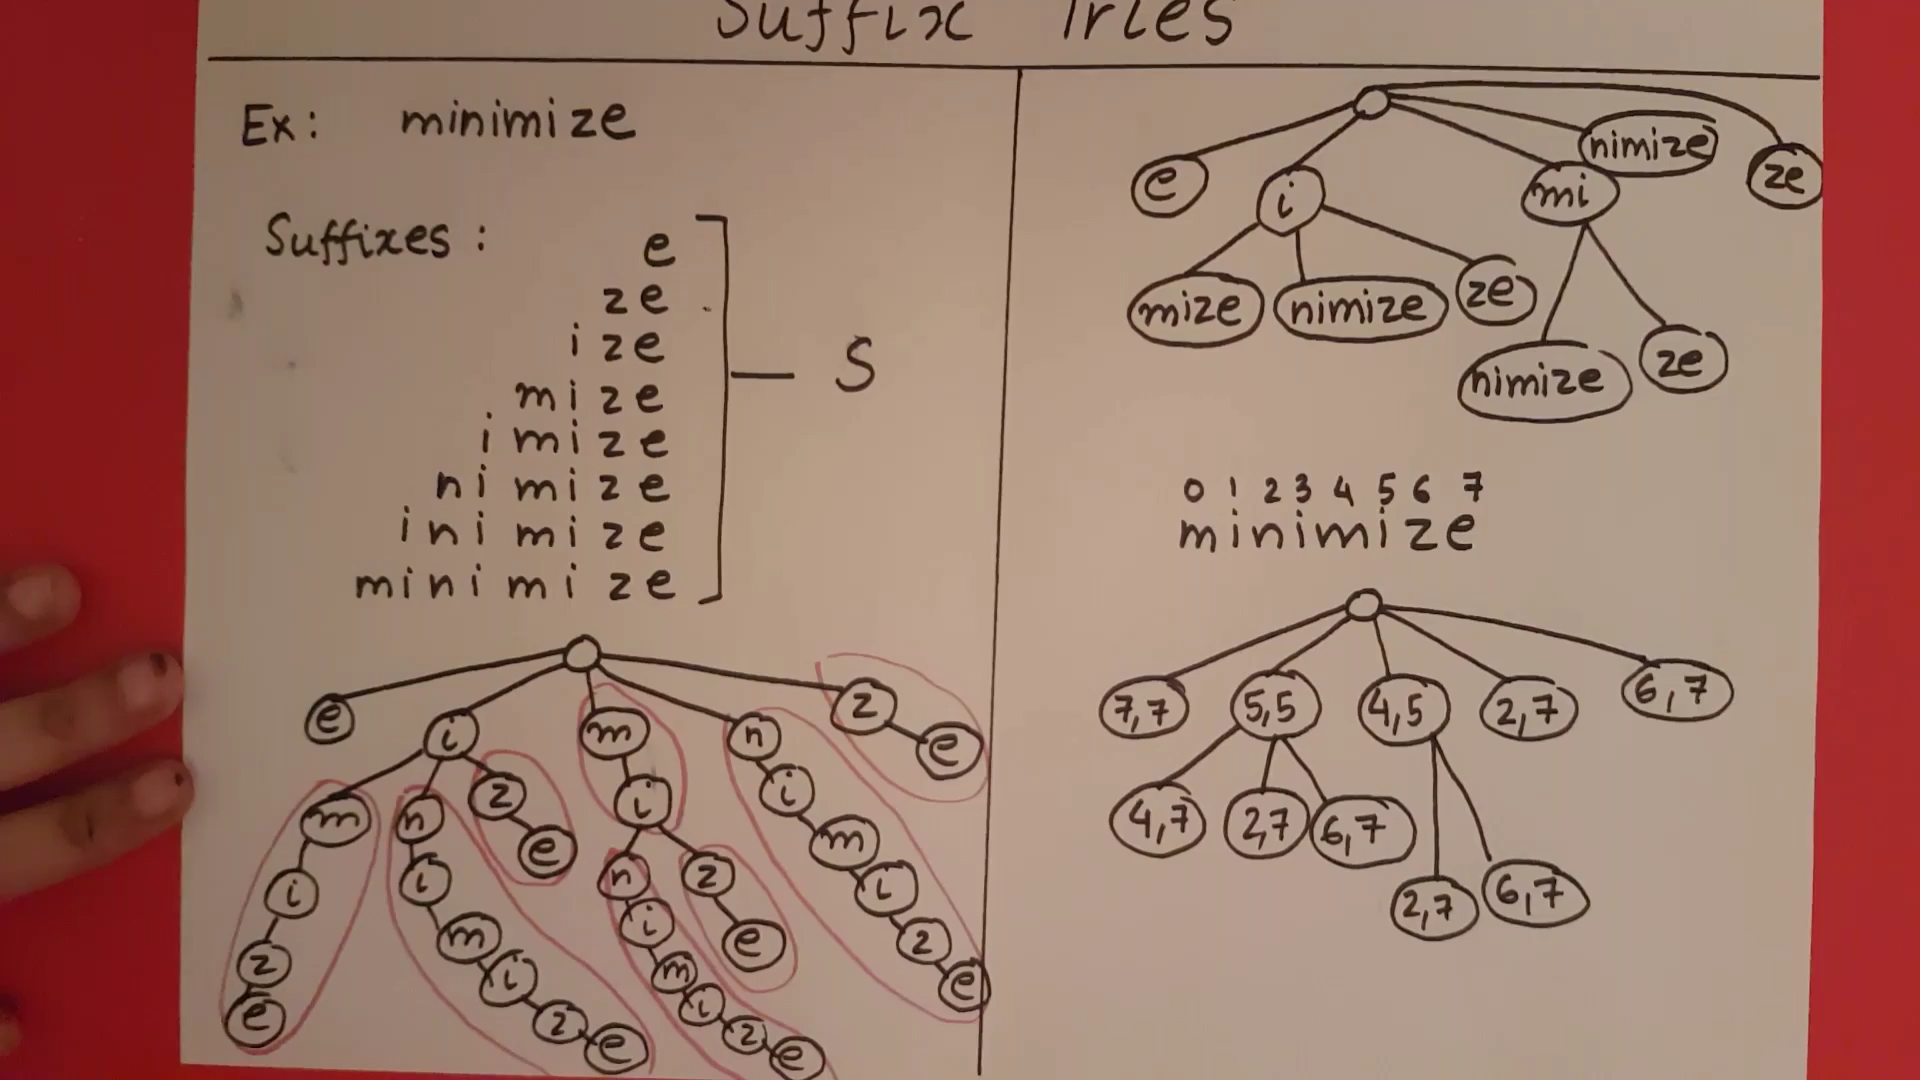 Suffix Tries
Ex: minimize
Suffixes:
e
ze
ize
mize
imize
nimize
inimize
minimize
S
e i m n z
m n z i i e
i i e n z m
z m i e i
e i m z
z i e
e z
e
e i mi nimize ze
mize nimize ze
nimize ze
0 1 2 3 4 5 6 7
minimize
7,7 5,5 4,5 2,7 6,7
4,7 2,7 6,7
2,7 6,7